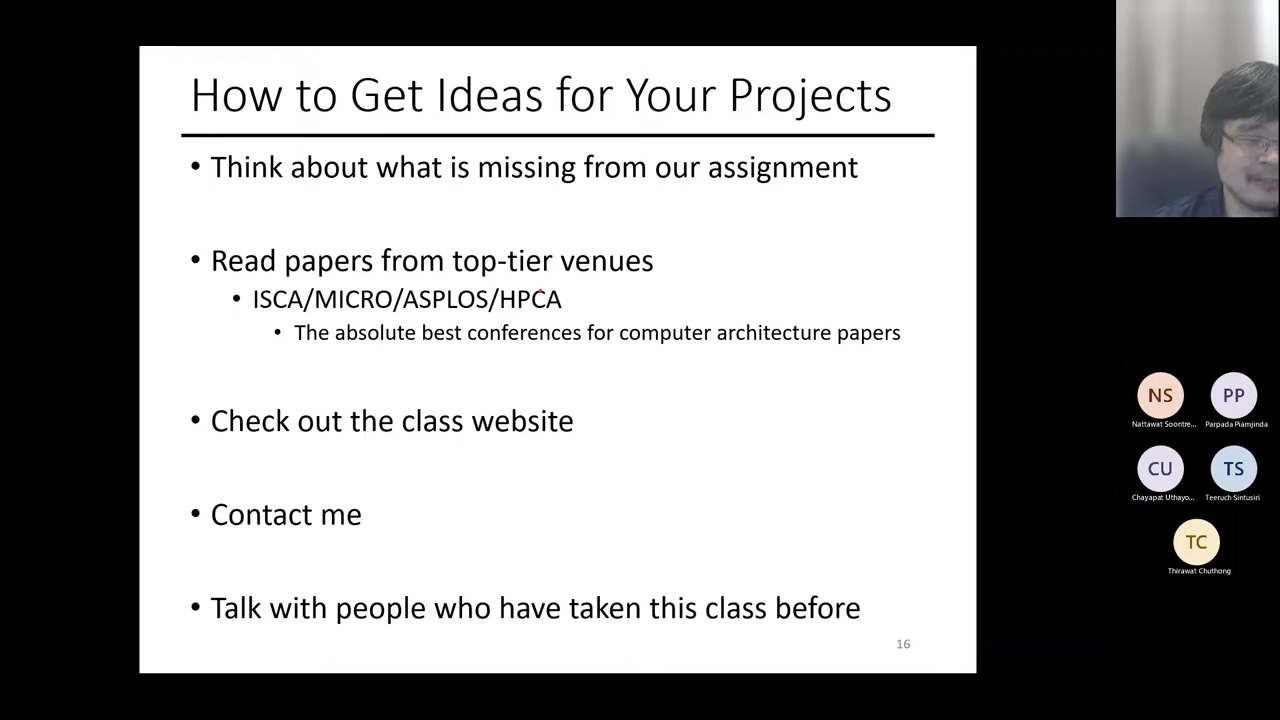 How to Get Ideas for Your Projects
• Think about what is missing from our assignment
• Read papers from top-tier venues
• ISCA/MICRO/ASPLOS/HPCA
• The absolute best conferences for computer architecture papers
• Check out the class website
• Contact me
• Talk with people who have taken this class before
16
NS
Nattawat Soontre...
PP
Parpada Piamjinda
CU
Chayapat Uthayo...
TS
Teeruch Sintusiri
TC
Thirawat Chuthong